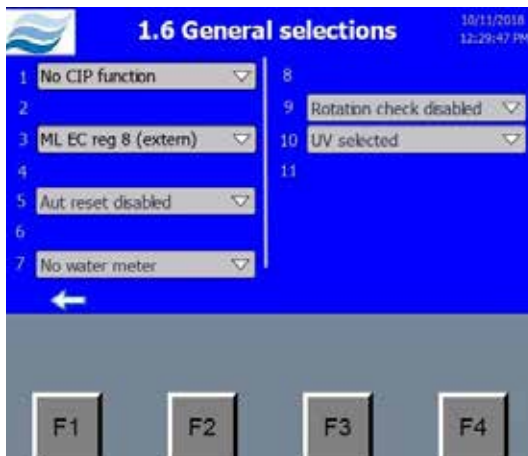 1.6 General selections
10/11/2018
12:29:47 PM
1 No CIP function
2
3 ML EC reg 8 (extern)
4
5 Aut reset disabled
6
7 No water meter
8
9 Rotation check disabled
10 UV selected
11
F1 F2 F3 F4